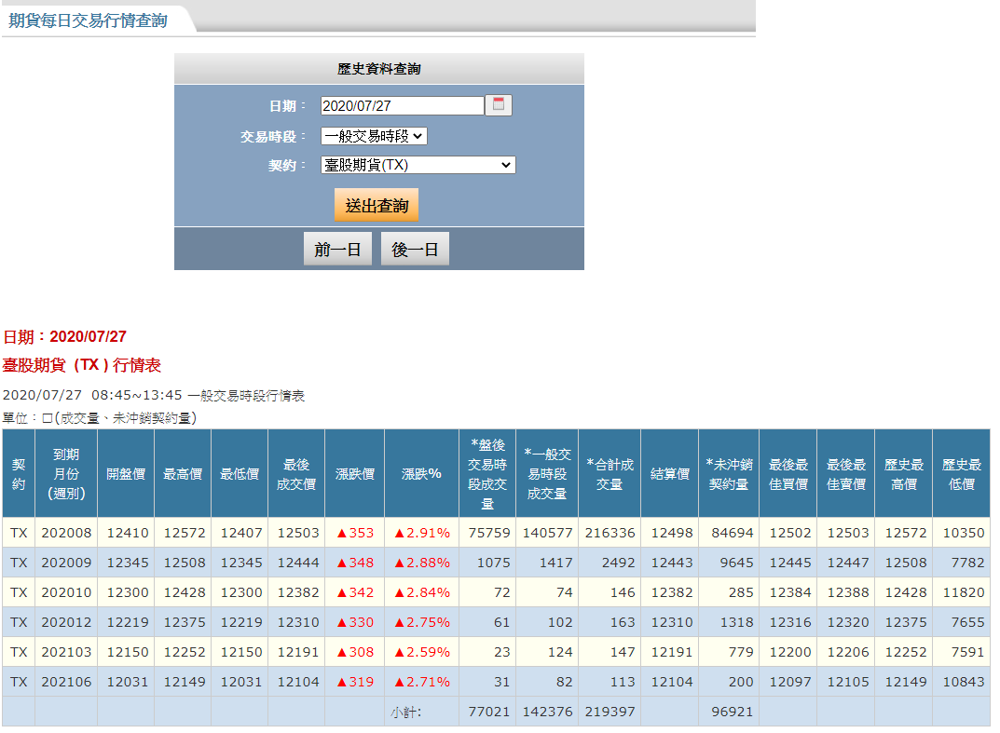 期貨每日交易行情查詢
歷史資料查詢
日期： 2020/07/27
交易時段： 一般交易時段
契約： 臺股期貨(TX)
送出查詢
前一日 後一日
日期：2020/07/27
臺股期貨 (TX ) 行情表
2020/07/27 08:45~13:45 一般交易時段行情表
單位：口(成交量、未沖銷契約量)
契約 到期月份(週別) 開盤價 最高價 最低價 最後成交價 漲跌價 漲跌% *盤後交易時段成交量 *一般交易時段成交量 *合計成交量 結算價 *未沖銷契約量 最後最佳買價 最後最佳賣價 歷史最高價 歷史最低價
TX 202008 12410 12572 12407 12503 ▲353 ▲2.91% 75759 140577 216336 12498 84694 12502 12503 12572 10350
TX 202009 12345 12508 12345 12444 ▲348 ▲2.88% 1075 1417 2492 12443 9645 12445 12447 12508 7782
TX 202010 12300 12428 12300 12382 ▲342 ▲2.84% 72 74 146 12382 285 12384 12388 12428 11820
TX 202012 12219 12375 12219 12310 ▲330 ▲2.75% 61 102 163 12310 1318 12316 12320 12375 7655
TX 202103 12150 12252 12150 12191 ▲308 ▲2.59% 23 124 147 12191 779 12200 12206 12252 7591
TX 202106 12031 12149 12031 12104 ▲319 ▲2.71% 31 82 113 12104 200 12097 12105 12149 10843
小計: 77021 142376 219397 96921